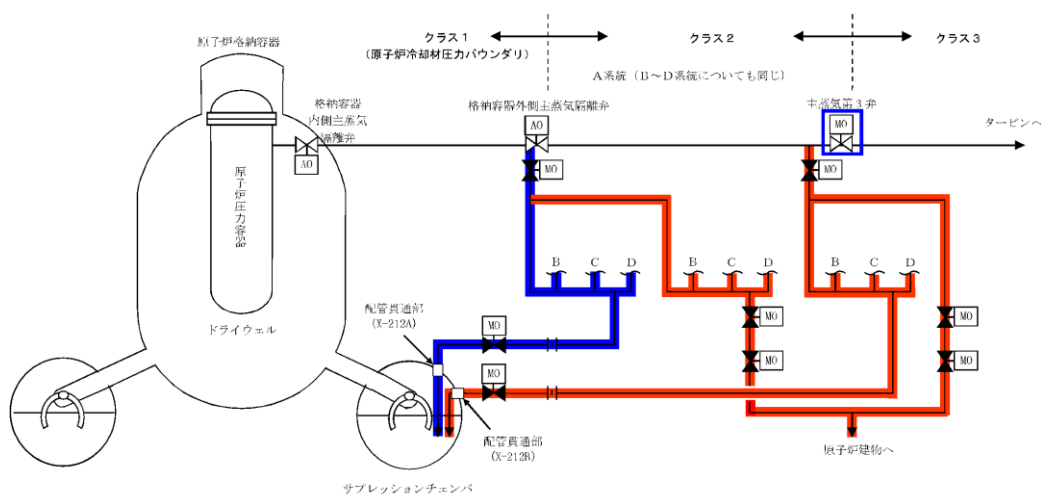 クラス1
(原子炉冷却材圧力バウンダリ)
クラス2
クラス3
A系統(B～D系統についても同じ)
原子炉格納容器
格納容器
内側主蒸気
隔離弁
格納容器外側主蒸気隔離弁
主蒸気第3弁
タービンへ
AO
AO
MO
MO
MO
原子炉圧力容器
B
C
D
B
C
D
B
C
D
配管貫通部
(X-212A)
MO
MO
MO
ドライウェル
MO
MO
MO
配管貫通部
(X-212B)
原子炉建物へ
サプレッションチェンバ